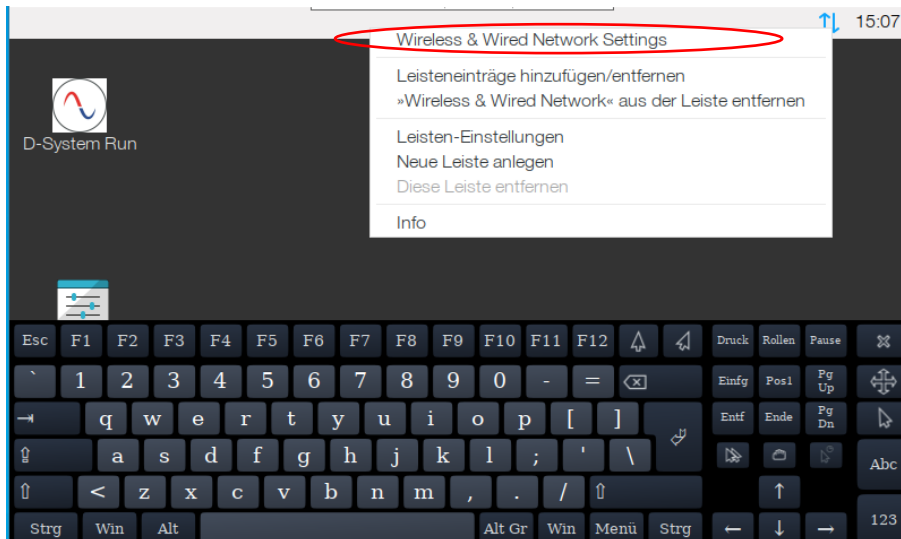 15:07
Wireless & Wired Network Settings
Leisteneinträge hinzufügen/entfernen
»Wireless & Wired Network« aus der Leiste entfernen
Leisten-Einstellungen
Neue Leiste anlegen
Diese Leiste entfernen
Info
D-System Run
Esc F1 F2 F3 F4 F5 F6 F7 F8 F9 F10 F11 F12 Druck Rollen Pause
` 1 2 3 4 5 6 7 8 9 0 - = Einfg Pos1 Pg Up
q w e r t y u i o p [ ] Entf Ende Pg Dn
a s d f g h j k l ; ' \ Abc
< z x c v b n m , . /
Strg Win Alt Alt Gr Win Menü Strg ← ↓ → 123